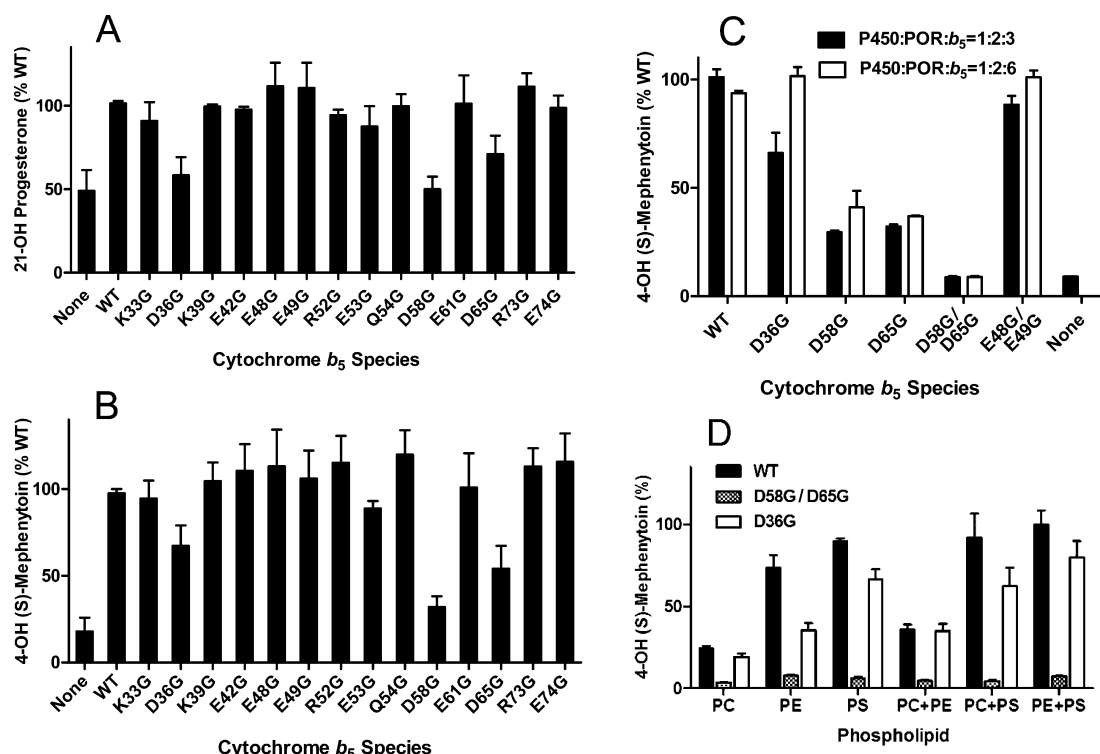 A
21-OH Progesterone (% WT)
100
50
0
None WT K33G D36G K39G E42G E48G E49G R52G E53G Q54G D58G E61G D65G R73G E74G
Cytochrome b5 Species
B
4-OH (S)-Mephenytoin (% WT)
100
50
0
None WT K33G D36G K39G E42G E48G E49G R52G E53G Q54G D58G E61G D65G R73G E74G
Cytochrome b5 Species
C
P450:POR:b5=1:2:3
P450:POR:b5=1:2:6
4-OH (S)-Mephenytoin (% WT)
100
50
0
WT D36G D58G D65G D58G/ D65G E48G/ E49G None
Cytochrome b5 Species
D
WT
D58G / D65G
D36G
4-OH (S)-Mephenytoin (%)
100
50
0
PC PE PS PC+PE PC+PS PE+PS
Phospholipid